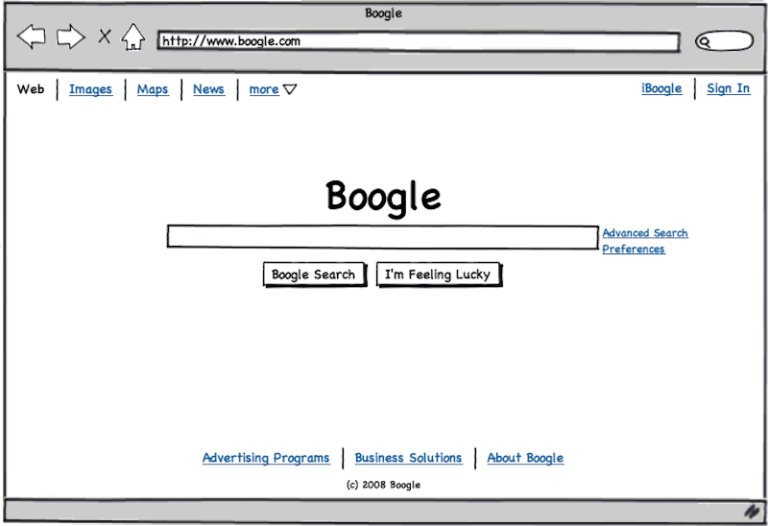 Boogle
http://www.boogle.com
Web Images Maps News more iBoogle Sign In
Boogle
Advanced Search
Preferences
Boogle Search I'm Feeling Lucky
Advertising Programs Business Solutions About Boogle
(c) 2008 Boogle